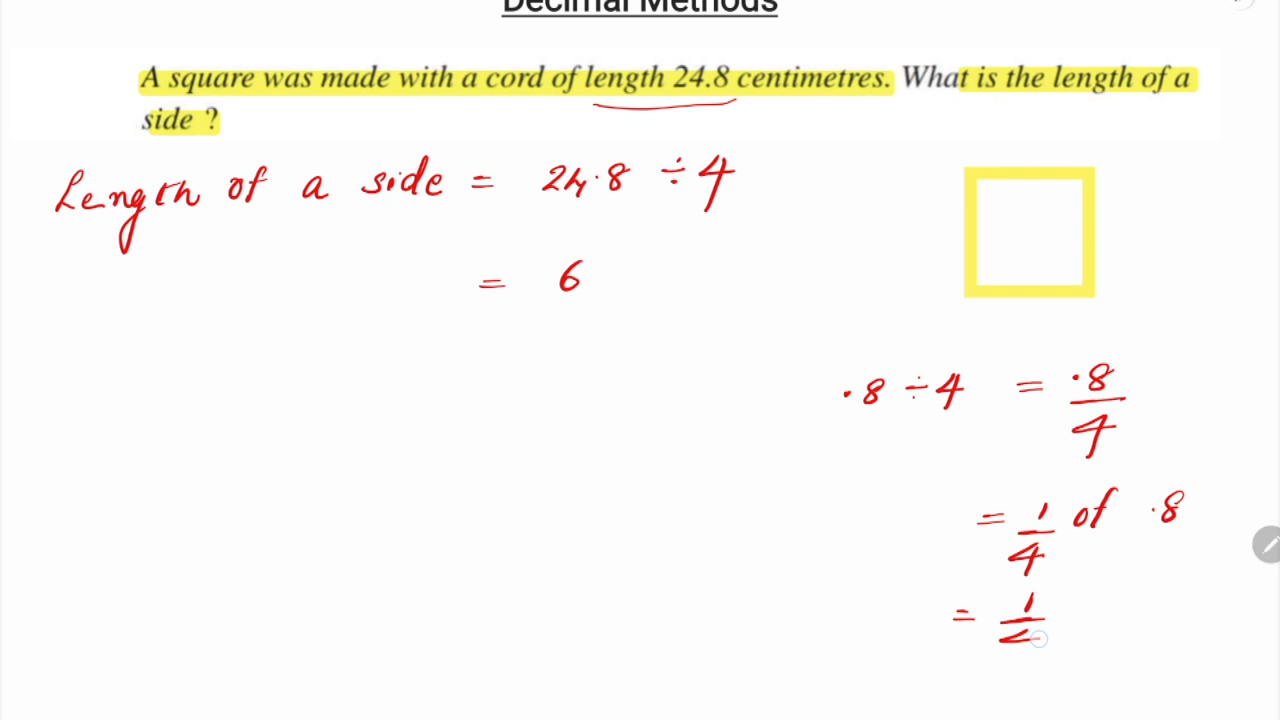 Decimal Methods
A square was made with a cord of length 24.8 centimetres. What is the length of a
side ?
Length of a side = 24.8 ÷ 4
= 6
.8 ÷ 4 = .8/4
= 1/4 of .8
= 1/